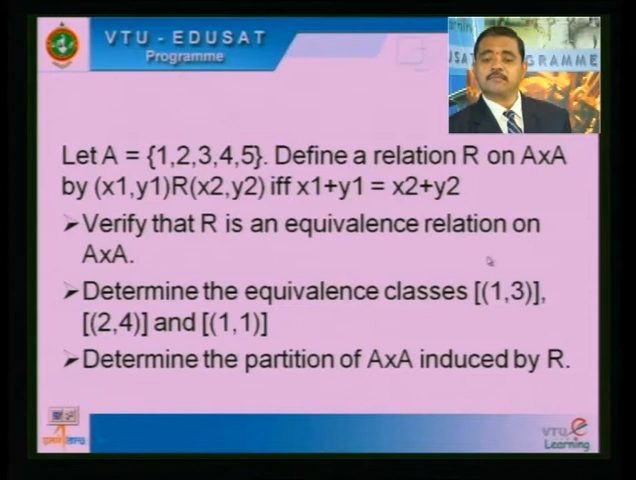 VTU - EDUSAT
Programme
USAT PROGRAMME
Let A = {1,2,3,4,5}. Define a relation R on AxA
by (x1,y1)R(x2,y2) iff x1+y1 = x2+y2
➢Verify that R is an equivalence relation on
AxA.
➢Determine the equivalence classes [(1,3)],
[(2,4)] and [(1,1)]
➢Determine the partition of AxA induced by R.
VTU e
Learning